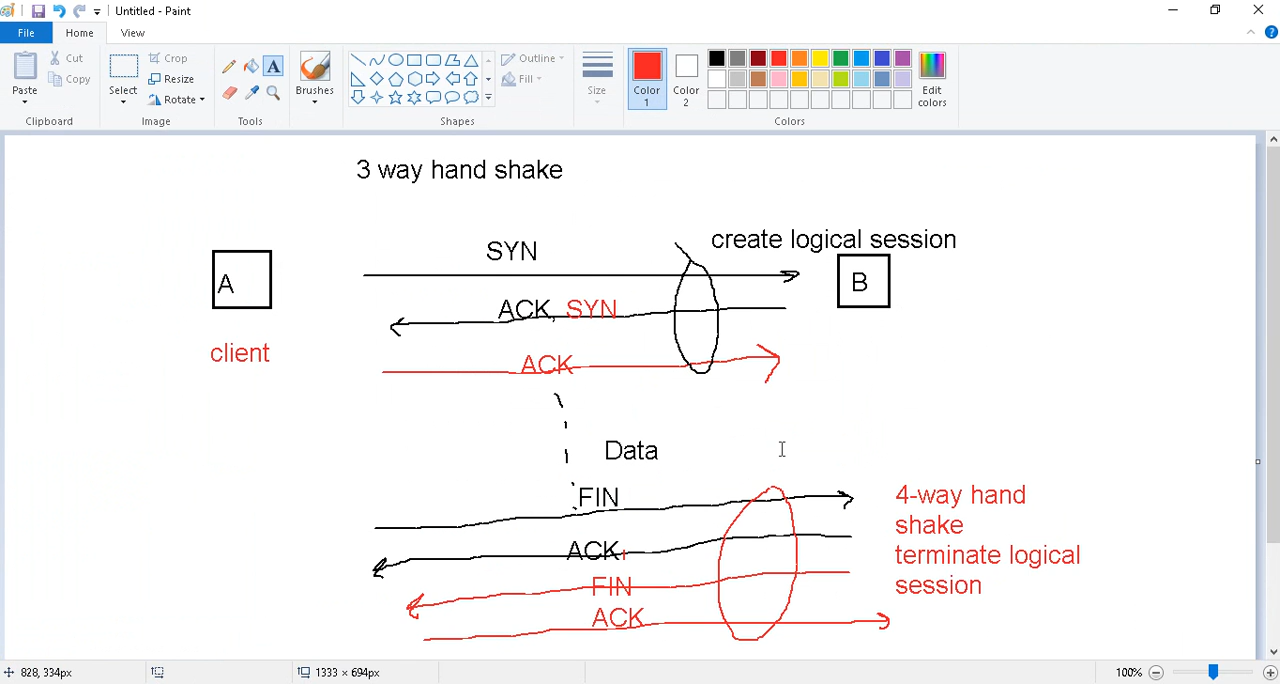 Untitled - Paint
File Home View
Paste
Cut
Copy
Clipboard
Select
Crop
Resize
Rotate
Image
A
Tools
Brushes
Outline
Fill
Shapes
Size
Color 1
Color 2
Edit colors
Colors
3 way hand shake
create logical session
SYN
A
B
ACK, SYN
client
ACK
Data
FIN
4-way hand
shake
ACK
terminate logical
FIN
session
ACK
828, 334px
1333 × 694px
100%